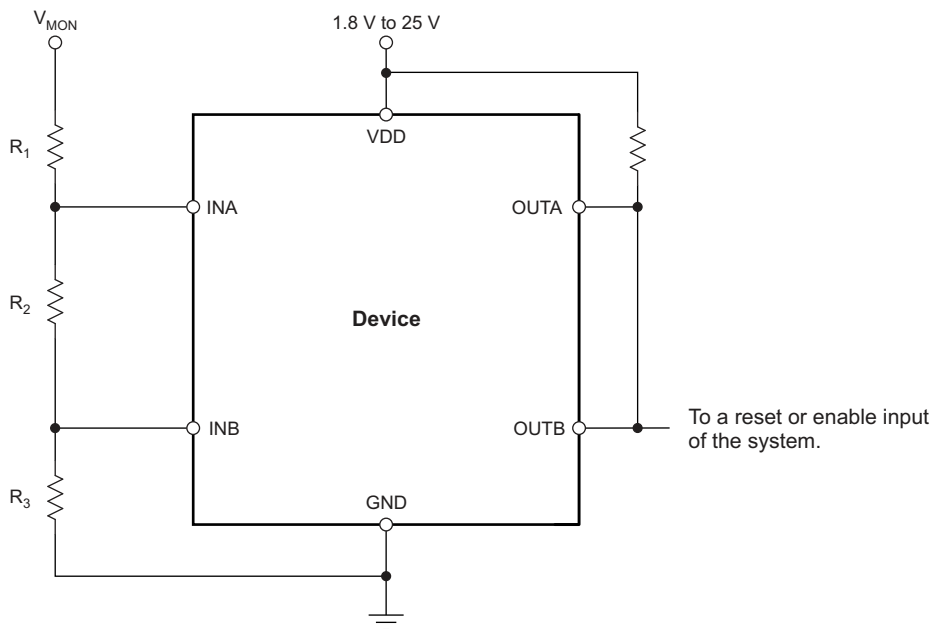 V_MON
1.8 V to 25 V
VDD
R_1
INA
OUTA
R_2
Device
INB
OUTB
To a reset or enable input
of the system.
R_3
GND